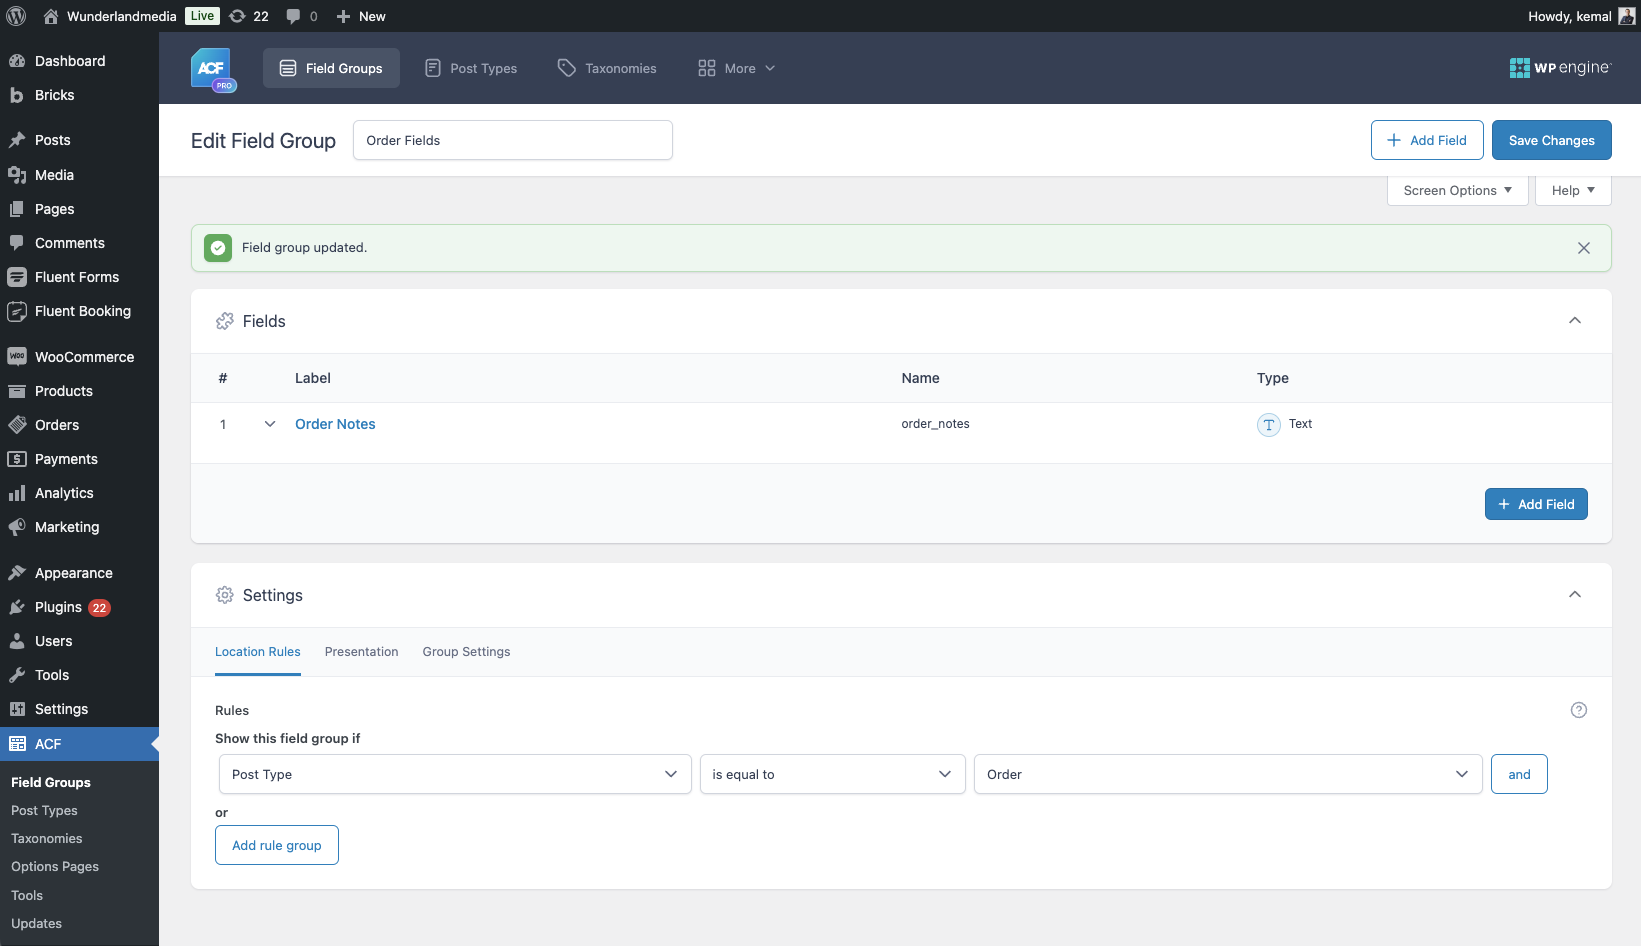 Wunderlandmedia Live 22 0 New Howdy, kemal
Dashboard
Bricks
Posts
Media
Pages
Comments
Fluent Forms
Fluent Booking
WooCommerce
Products
Orders
Payments
Analytics
Marketing
Appearance
Plugins 22
Users
Tools
Settings
ACF
Field Groups
Post Types
Taxonomies
Options Pages
Tools
Updates
ACF PRO Field Groups Post Types Taxonomies More WP engine
Edit Field Group Order Fields Add Field Save Changes
Screen Options Help
Field group updated.
Fields
# Label Name Type
1 Order Notes order_notes T Text
Add Field
Settings
Location Rules Presentation Group Settings
Rules ?
Show this field group if
Post Type is equal to Order and
or
Add rule group